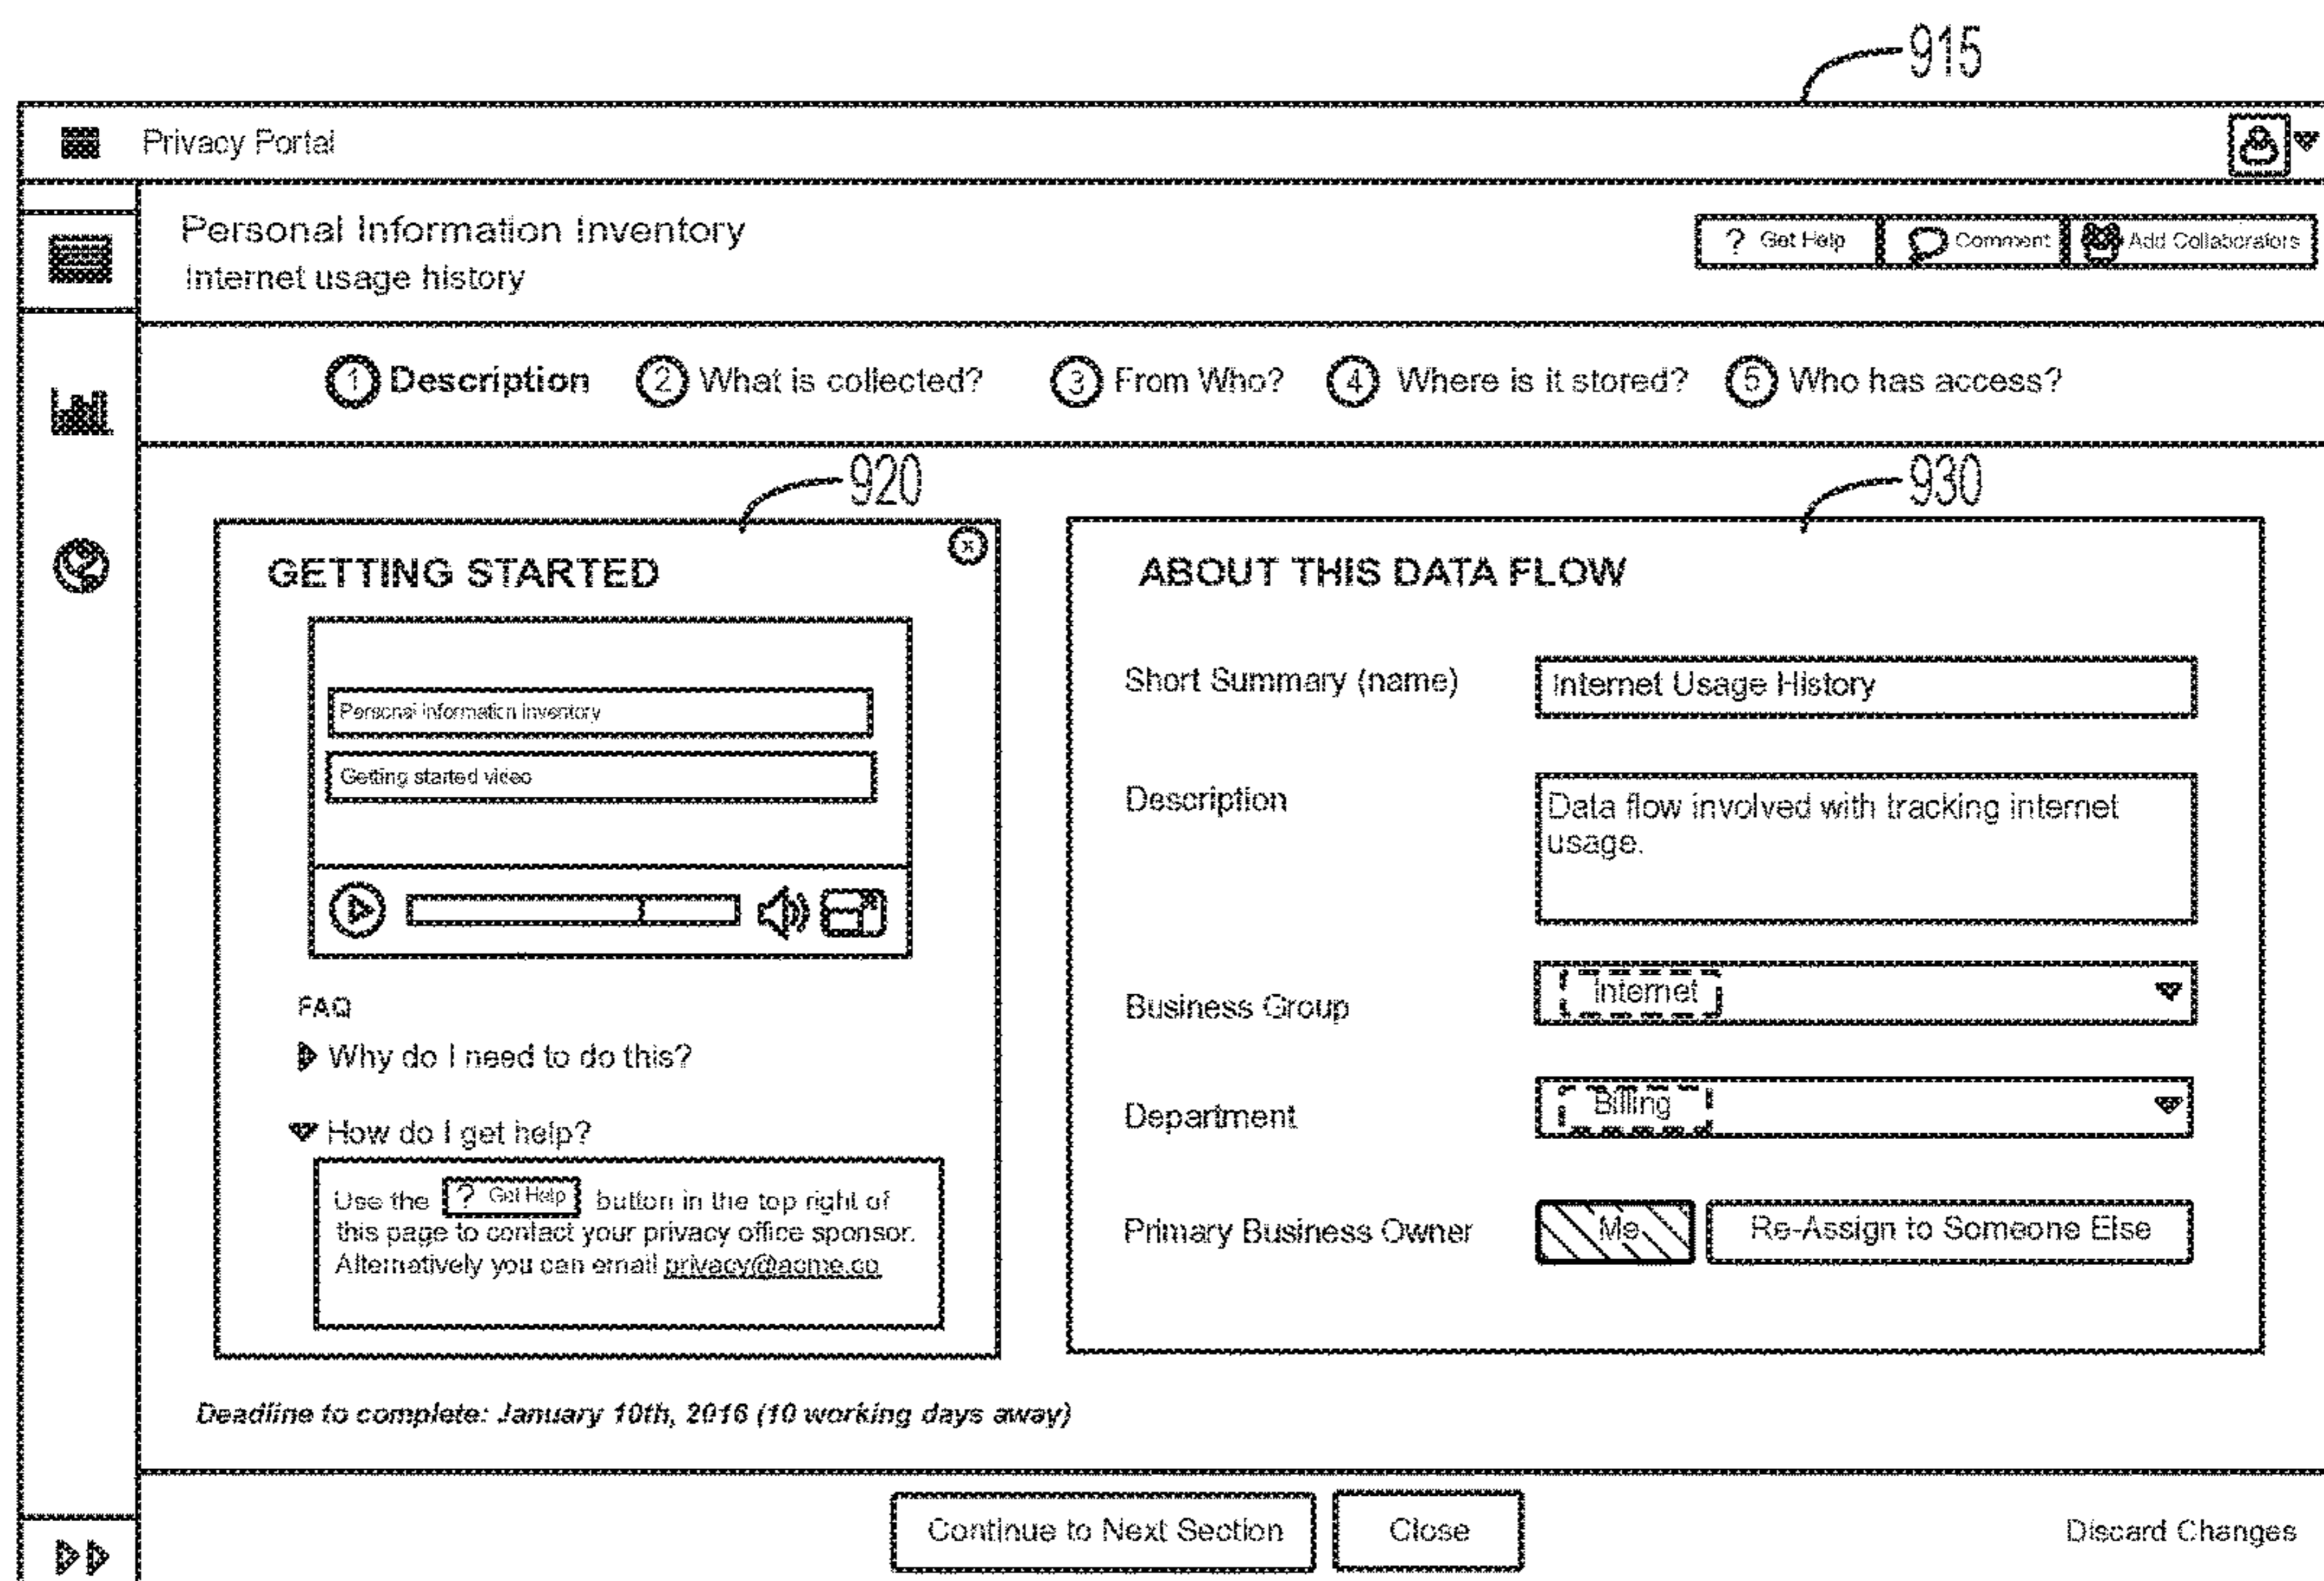 915
Privacy Portal
Personal Information Inventory
Internet usage history
? Get Help
Comment
Add Collaborators
1 Description
2 What is collected?
3 From Who?
4 Where is it stored?
5 Who has access?
920
GETTING STARTED
x
Personal information inventory
Getting started video
FAQ
Why do I need to do this?
How do I get help?
Use the ? Get Help button in the top right of
this page to contact your privacy office sponsor.
Alternatively you can email privacy@acme.co
930
ABOUT THIS DATA FLOW
Short Summary (name)
Internet Usage History
Description
Data flow involved with tracking internet
usage.
Business Group
Internet
Department
Billing
Primary Business Owner
Me
Re-Assign to Someone Else
Deadline to complete: January 10th, 2016 (10 working days away)
Continue to Next Section
Close
Discard Changes